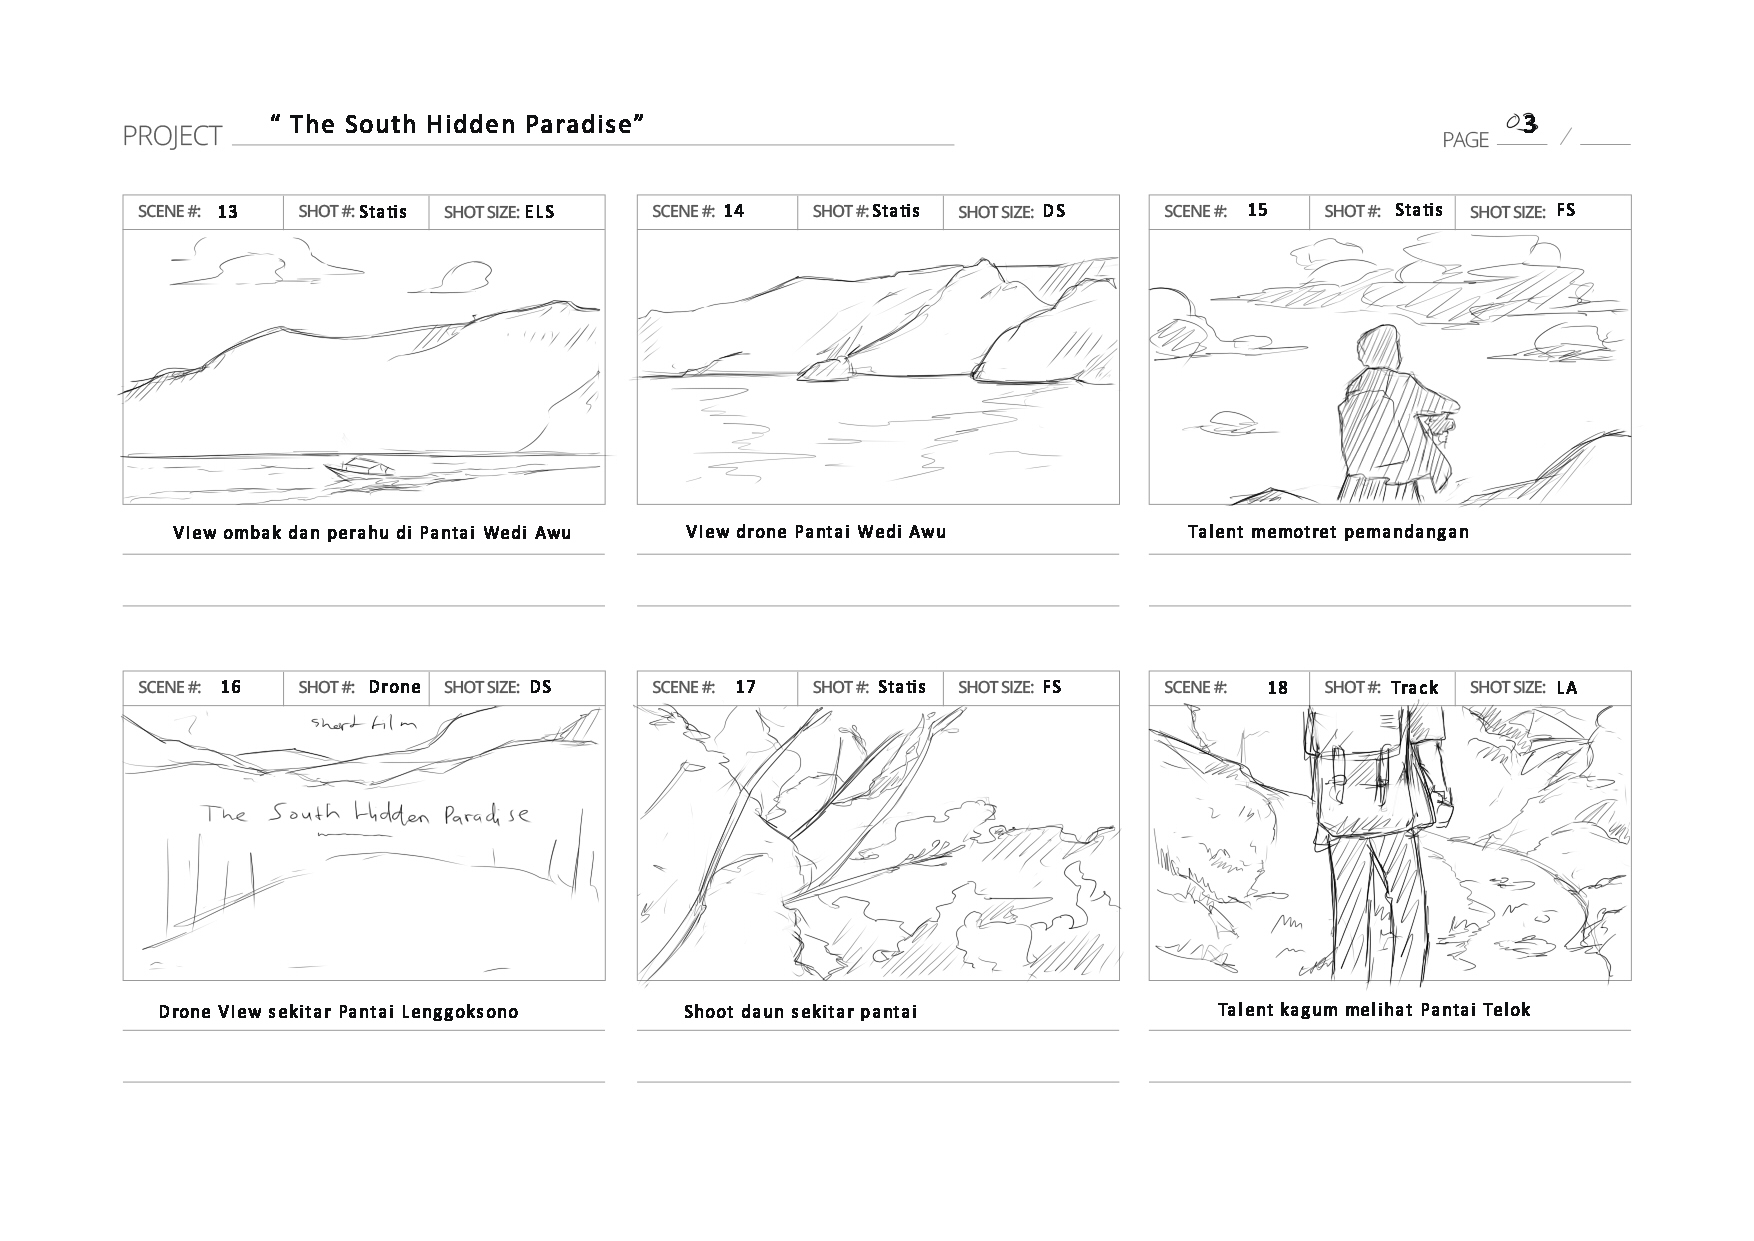 PROJECT “ The South Hidden Paradise”
PAGE 03 /
SCENE #: 13 SHOT #: Statis SHOT SIZE: ELS
SCENE #: 14 SHOT #: Statis SHOT SIZE: DS
SCENE #: 15 SHOT #: Statis SHOT SIZE: FS
VIew ombak dan perahu di Pantai Wedi Awu
VIew drone Pantai Wedi Awu
Talent memotret pemandangan
SCENE #: 16 SHOT #: Drone SHOT SIZE: DS
SCENE #: 17 SHOT #: Statis SHOT SIZE: FS
SCENE #: 18 SHOT #: Track SHOT SIZE: LA
short film
The South Hidden Paradise
Drone VIew sekitar Pantai Lenggoksono
Shoot daun sekitar pantai
Talent kagum melihat Pantai Telok